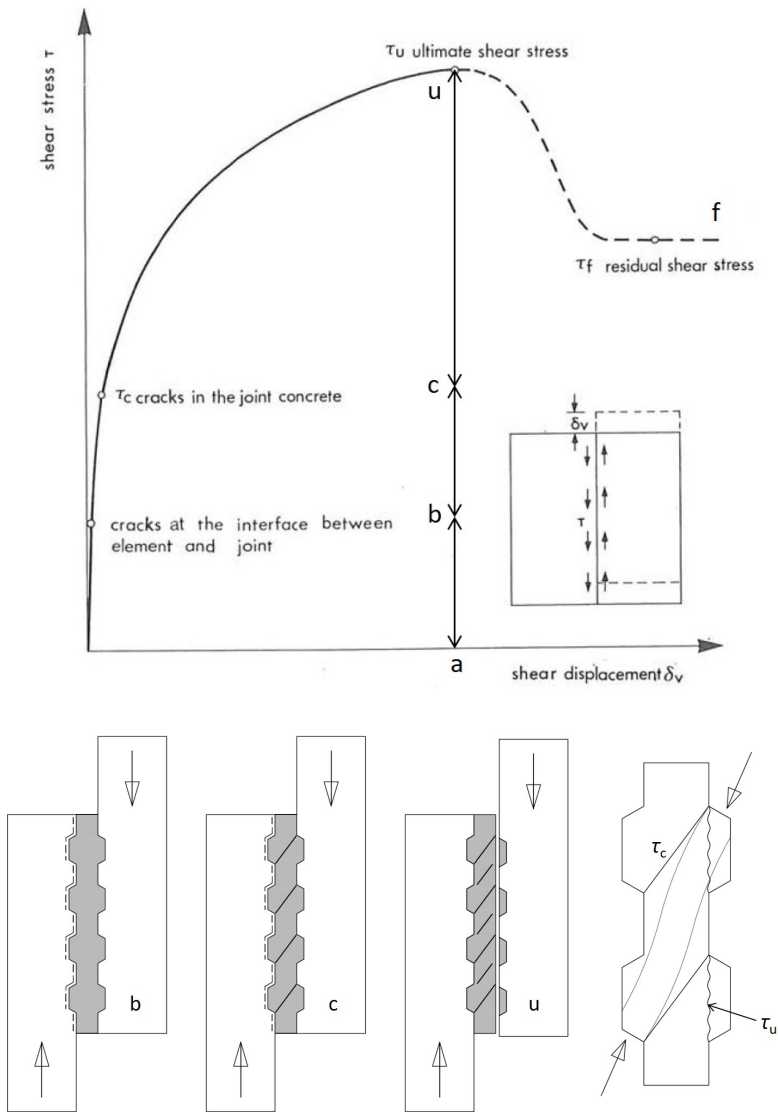 shear stress τ
τu ultimate shear stress
u
f
τf residual shear stress
c
τc cracks in the joint concrete
δv
b
cracks at the interface between
element and joint
τ
a
shear displacement δv
b
c
u
τc
τu